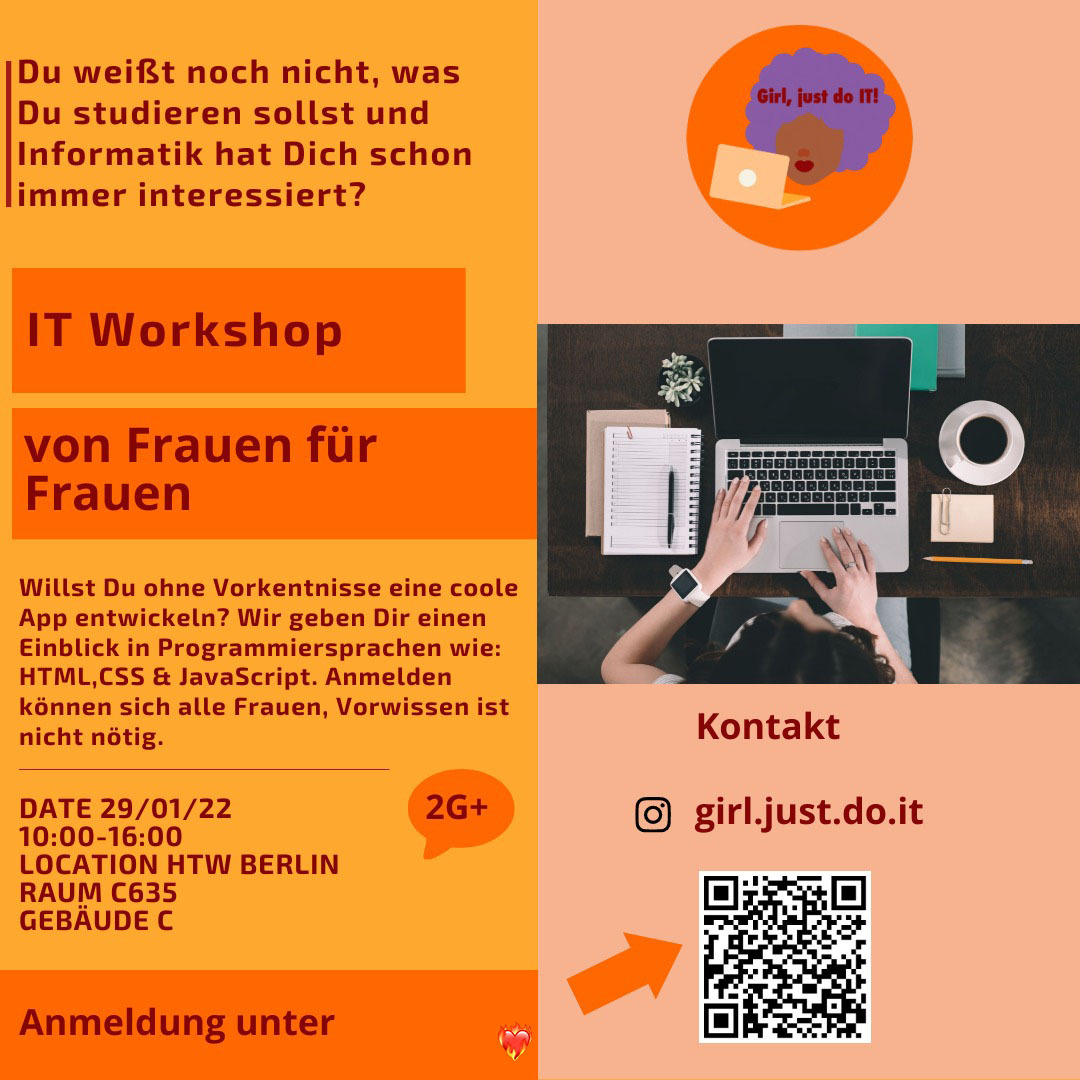 Du weißt noch nicht, was
Du studieren sollst und
Informatik hat Dich schon
immer interessiert?
IT Workshop
von Frauen für
Frauen
Willst Du ohne Vorkentnisse eine coole
App entwickeln? Wir geben Dir einen
Einblick in Programmiersprachen wie:
HTML,CSS & JavaScript. Anmelden
können sich alle Frauen, Vorwissen ist
nicht nötig.
DATE 29/01/22
10:00-16:00
LOCATION HTW BERLIN
RAUM C635
GEBÄUDE C
2G+
Anmeldung unter
Girl, just do IT!
Kontakt
girl.just.do.it